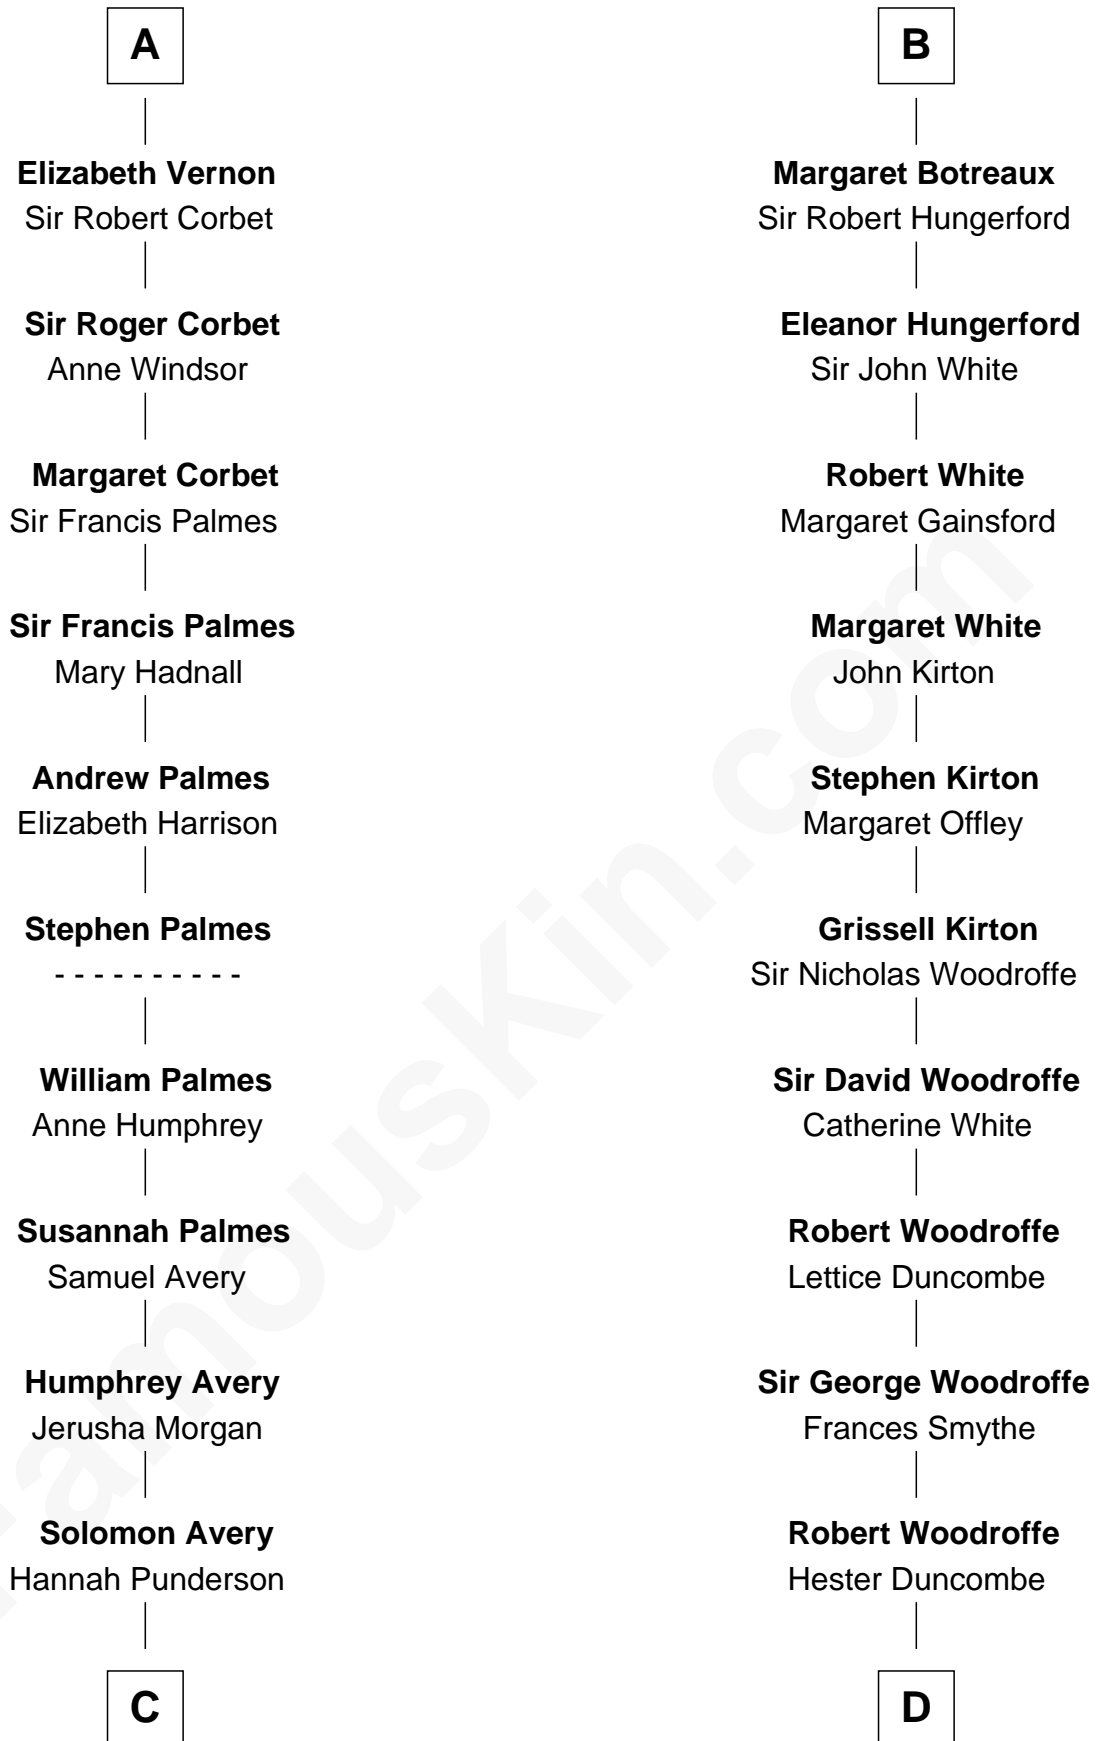 A
Elizabeth Vernon
Sir Robert Corbet
Sir Roger Corbet
Anne Windsor
Margaret Corbet
Sir Francis Palmes
Sir Francis Palmes
Mary Hadnall
Andrew Palmes
Elizabeth Harrison
Stephen Palmes
- - - - - - - - - -
William Palmes
Anne Humphrey
Susannah Palmes
Samuel Avery
Humphrey Avery
Jerusha Morgan
Solomon Avery
Hannah Punderson
C
B
Margaret Botreaux
Sir Robert Hungerford
Eleanor Hungerford
Sir John White
Robert White
Margaret Gainsford
Margaret White
John Kirton
Stephen Kirton
Margaret Offley
Grissell Kirton
Sir Nicholas Woodroffe
Sir David Woodroffe
Catherine White
Robert Woodroffe
Lettice Duncombe
Sir George Woodroffe
Frances Smythe
Robert Woodroffe
Hester Duncombe
D
FamousKin.com